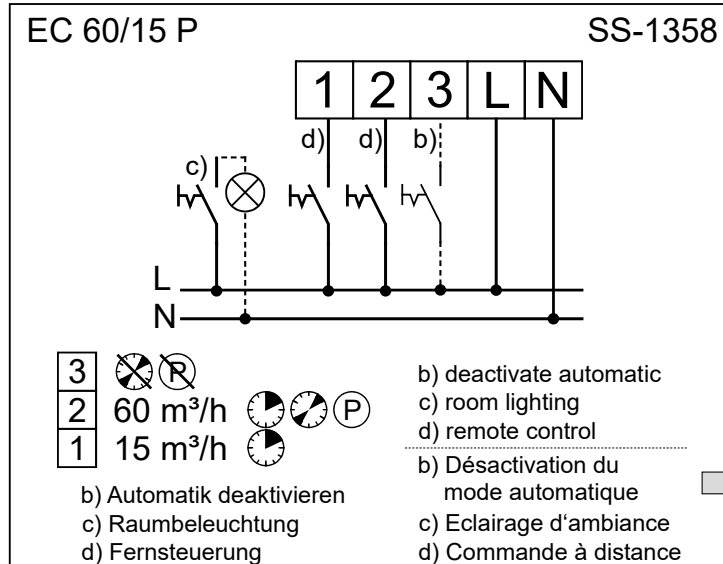 EC 60/15 P SS-1358
1 2 3 L N
d) d) b)
c)
L
N
3 P
2 60 m³/h P
1 15 m³/h
b) Automatik deaktivieren
c) Raumbeleuchtung
d) Fernsteuerung
b) deactivate automatic
c) room lighting
d) remote control
b) Désactivation du
mode automatique
c) Eclairage d‘ambiance
d) Commande à distance